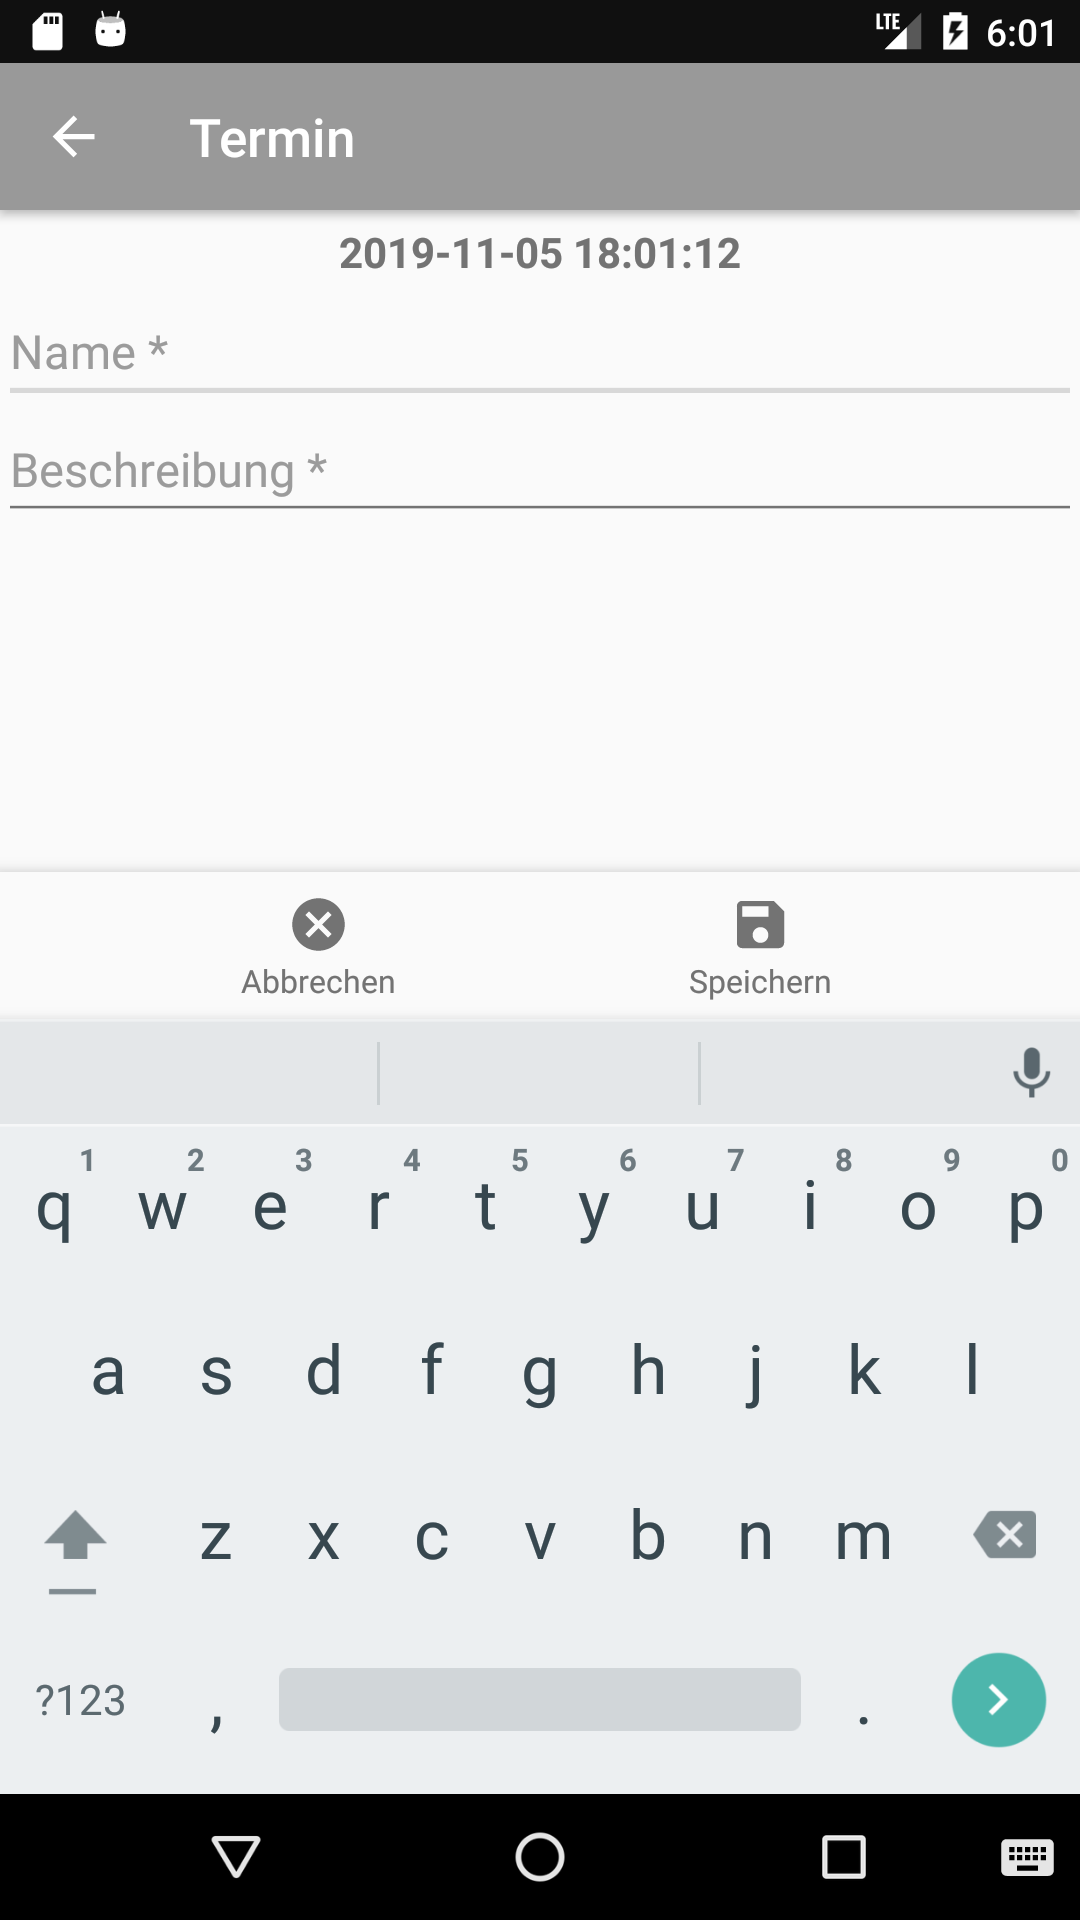 LTE 6:01
Termin
2019-11-05 18:01:12
Name *
Beschreibung *
Abbrechen Speichern
1 2 3 4 5 6 7 8 9 0
q w e r t y u i o p
a s d f g h j k l
z x c v b n m
?123 , .